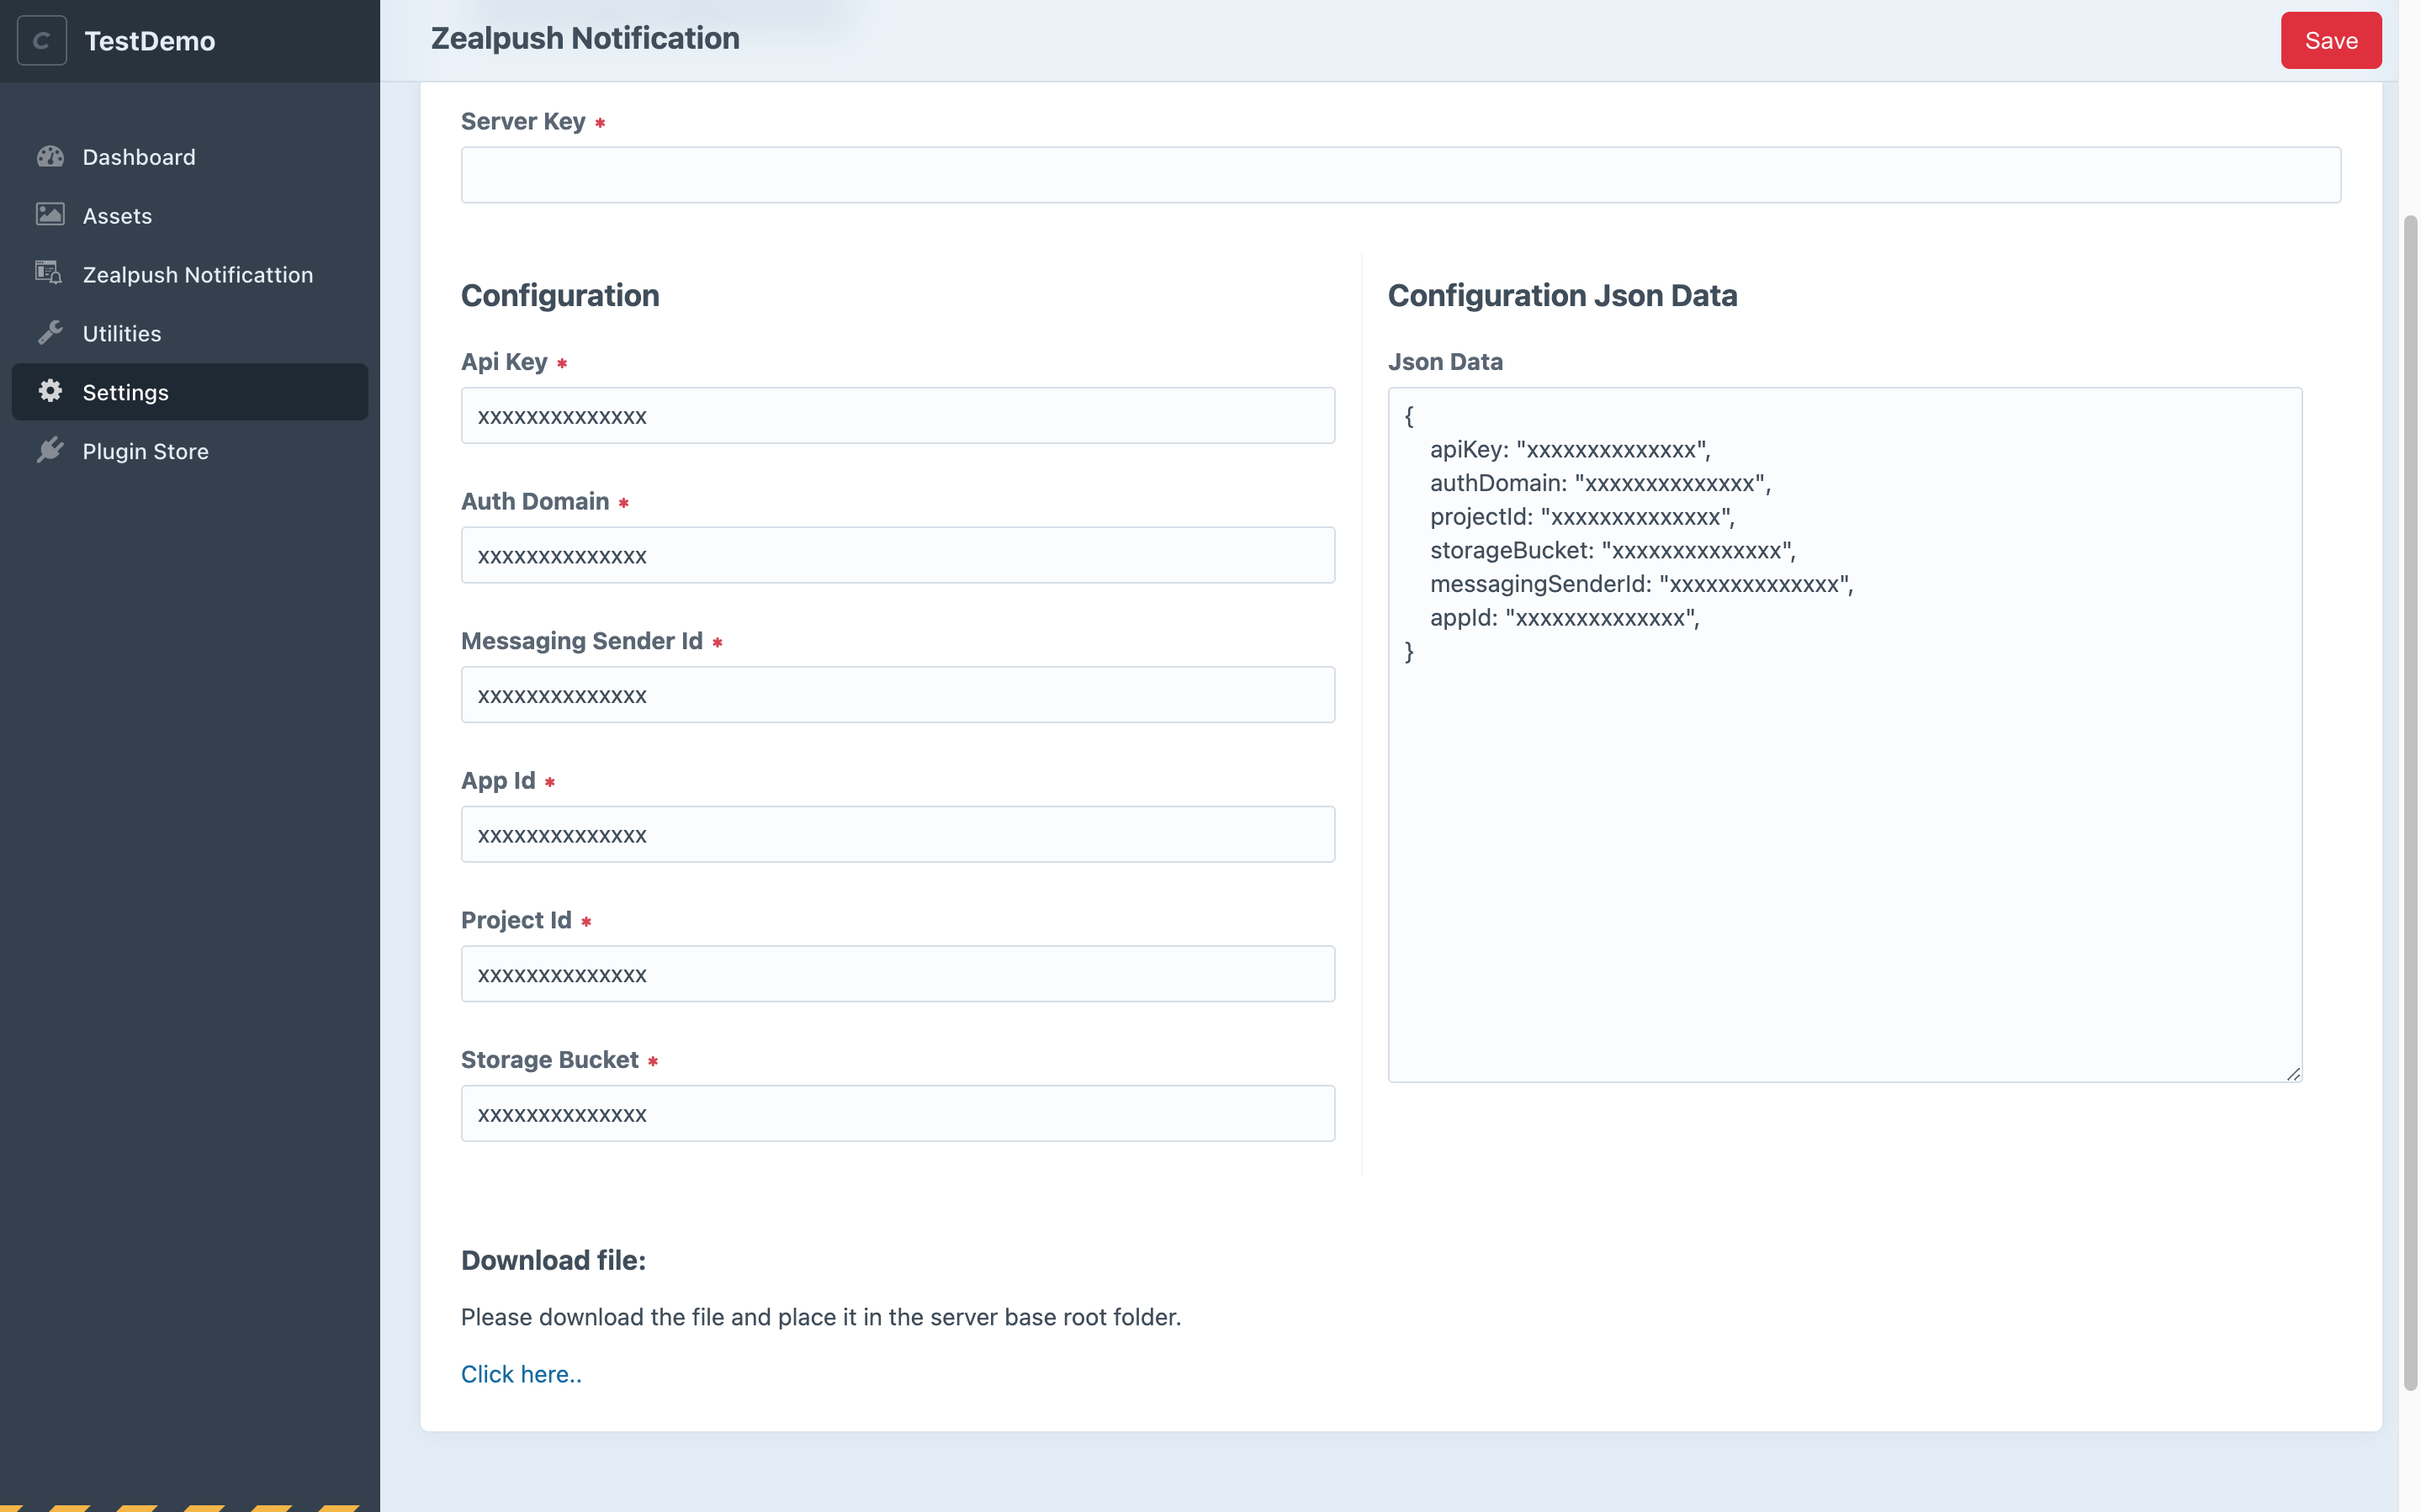 C TestDemo
Dashboard
Assets
Zealpush Notificattion
Utilities
Settings
Plugin Store
Zealpush Notification
Save
Server Key *
Configuration
Api Key *
xxxxxxxxxxxxxx
Auth Domain *
xxxxxxxxxxxxxx
Messaging Sender Id *
xxxxxxxxxxxxxx
App Id *
xxxxxxxxxxxxxx
Project Id *
xxxxxxxxxxxxxx
Storage Bucket *
xxxxxxxxxxxxxx
Configuration Json Data
Json Data
{
apiKey: "xxxxxxxxxxxxxx",
authDomain: "xxxxxxxxxxxxxx",
projectId: "xxxxxxxxxxxxxx",
storageBucket: "xxxxxxxxxxxxxx",
messagingSenderId: "xxxxxxxxxxxxxx",
appId: "xxxxxxxxxxxxxx",
}
Download file:
Please download the file and place it in the server base root folder.
Click here..